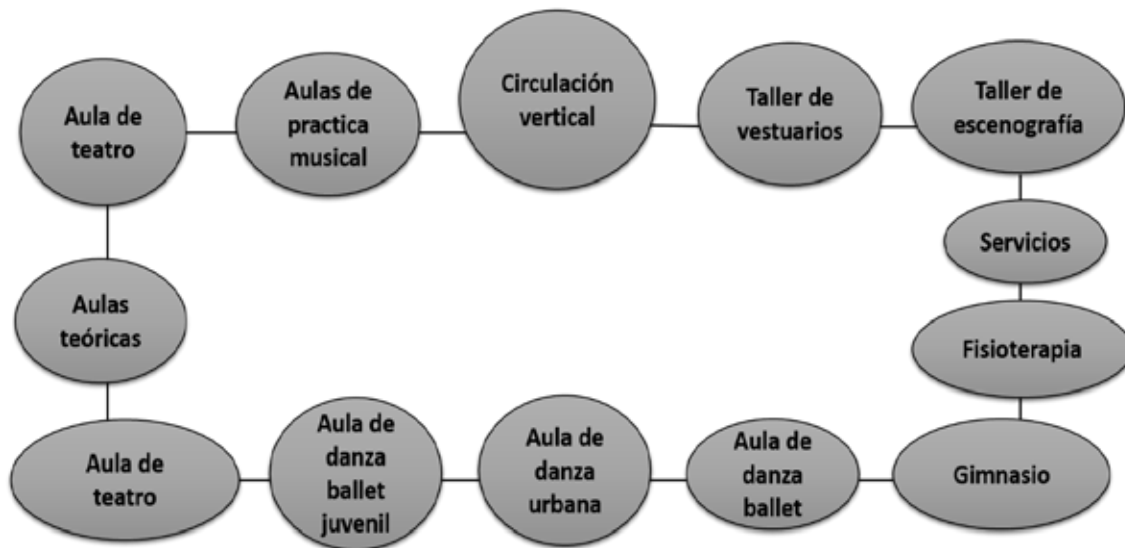 Aula de
teatro
Aulas de
practica
musical
Circulación
vertical
Taller de
vestuarios
Taller de
escenografía
Servicios
Aulas
teóricas
Fisioterapia
Aula de
teatro
Aula de
danza
ballet
juvenil
Aula de
danza
urbana
Aula de
danza
ballet
Gimnasio